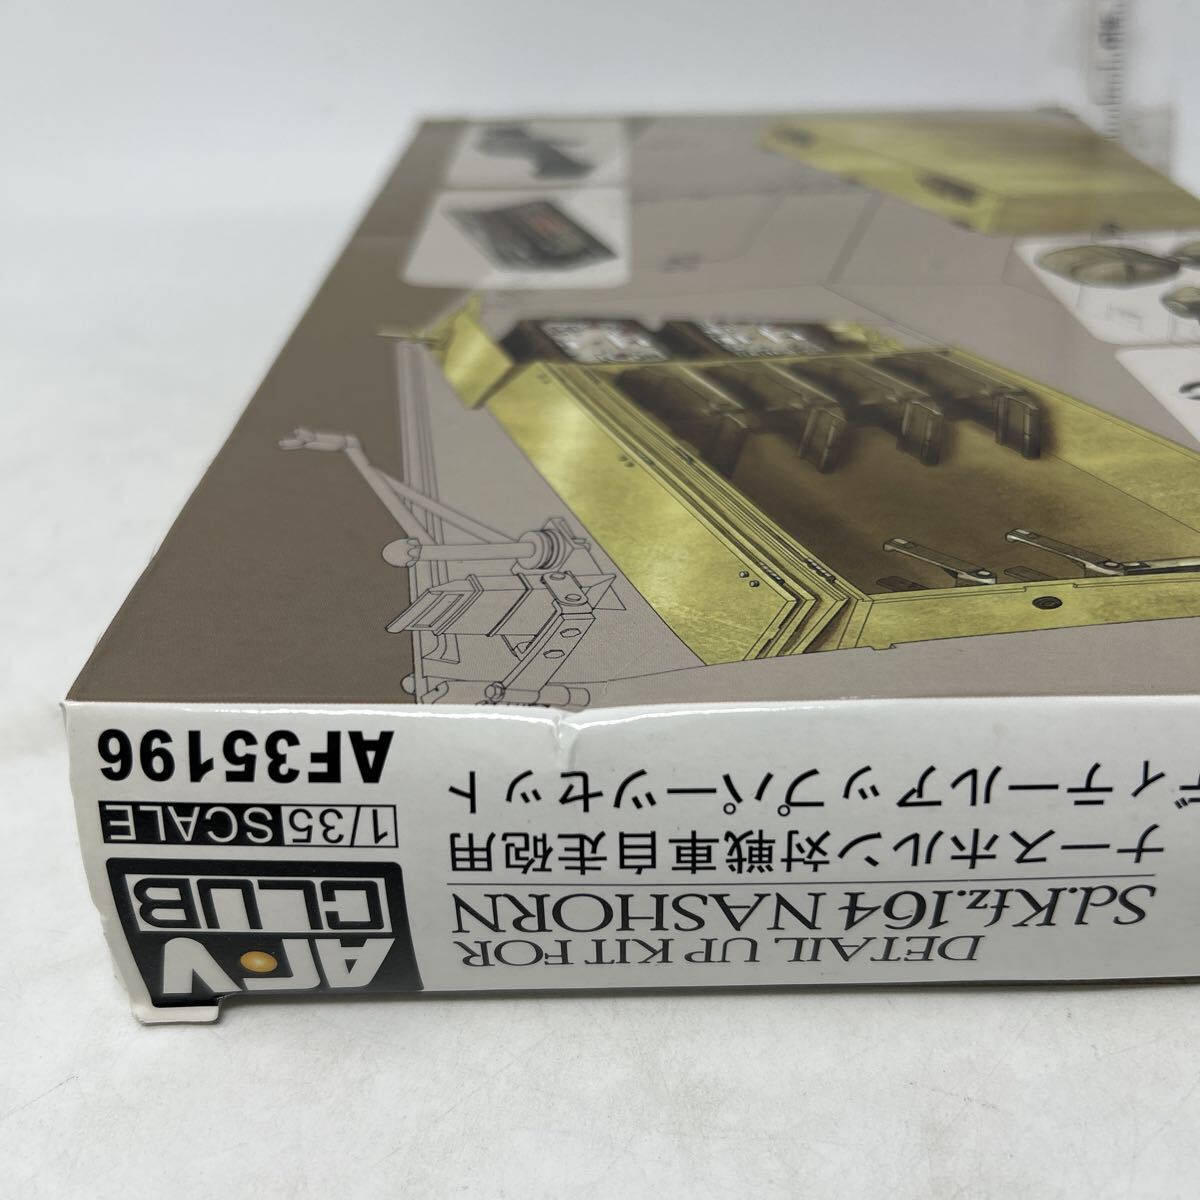 AFV
CLUB
1/35 SCALE
AF35196
DETAIL UP KIT FOR
Sd.Kfz.164 NASHORN
ナースホルン対戦車自走砲用
ディテールアップパーツセット